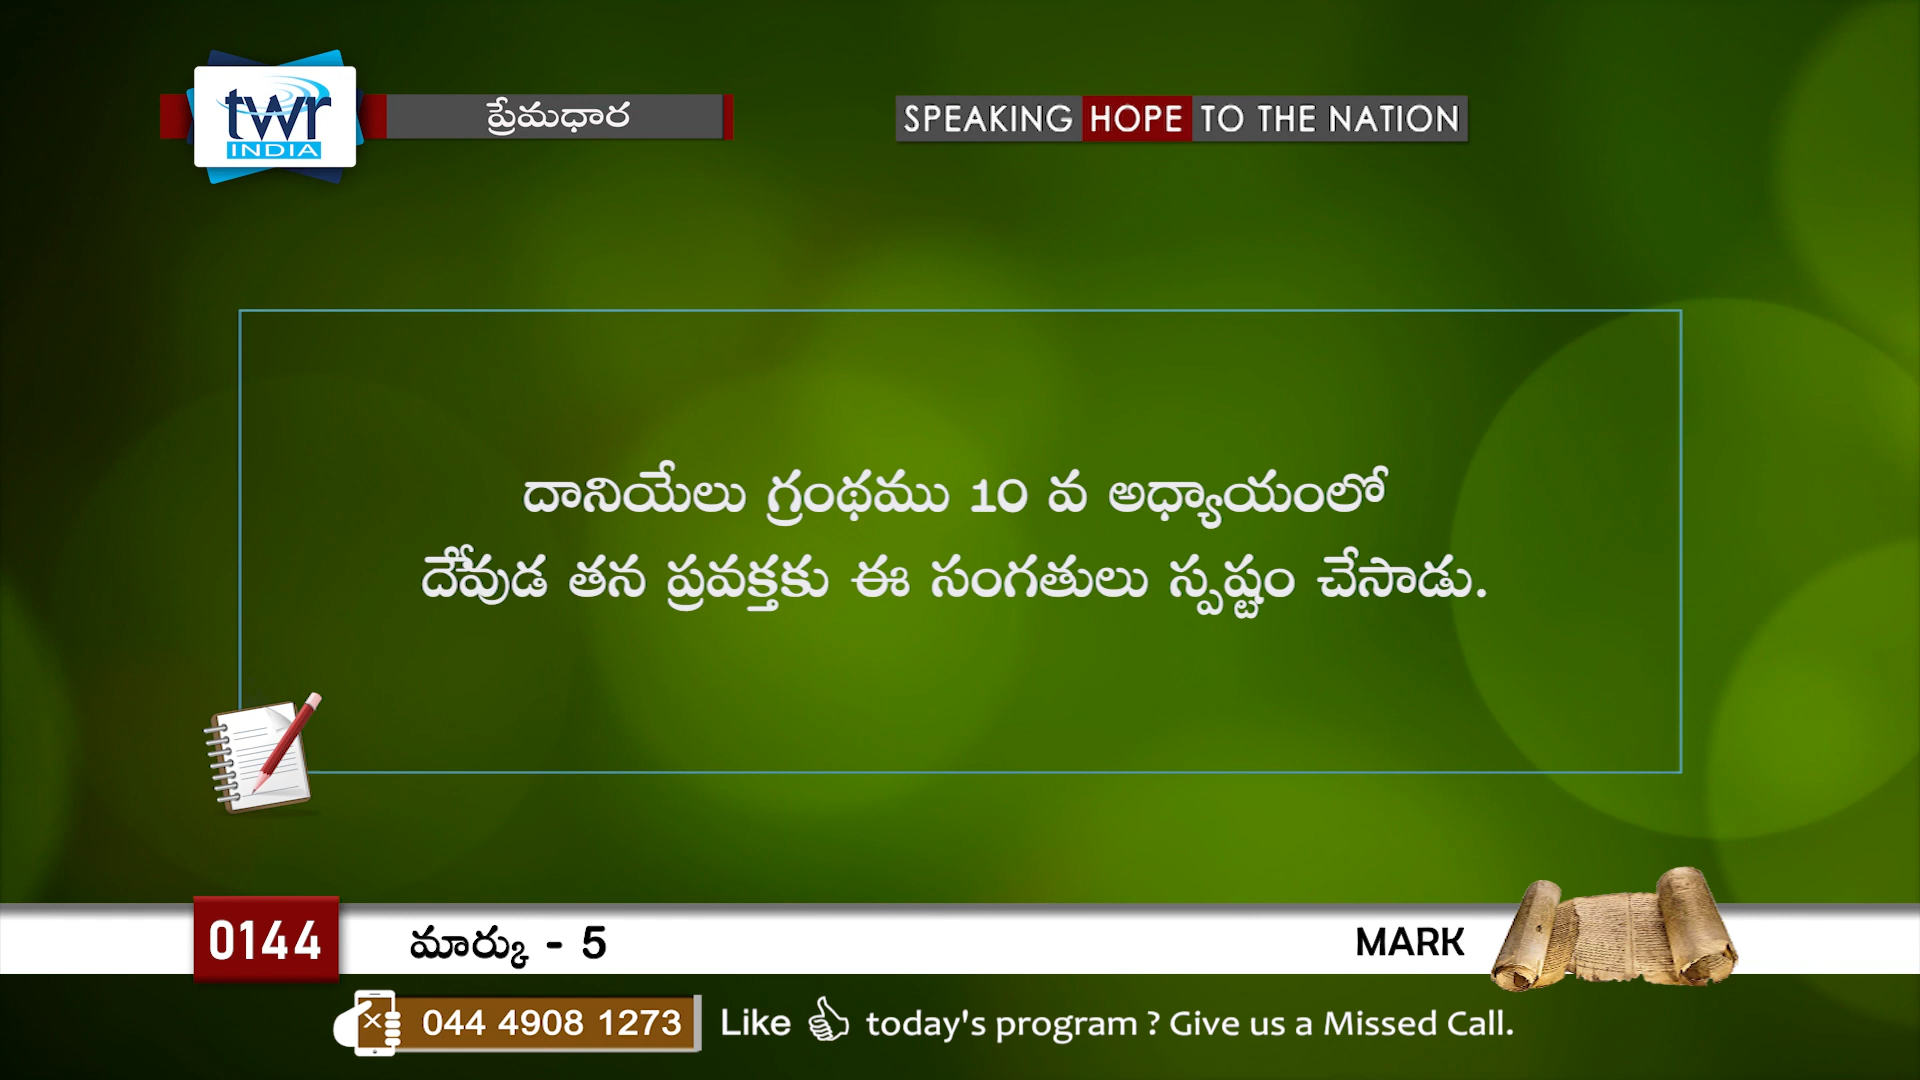 twr
INDIA
ప్రేమధార
SPEAKING HOPE TO THE NATION
దానియేలు గ్రంథము 10 వ అధ్యాయంలో
దేవుడ తన ప్రవక్తకు ఈ సంగతులు స్పష్టం చేసాడు.
0144
మార్కు - 5
MARK
044 4908 1273
Like today's program ? Give us a Missed Call.